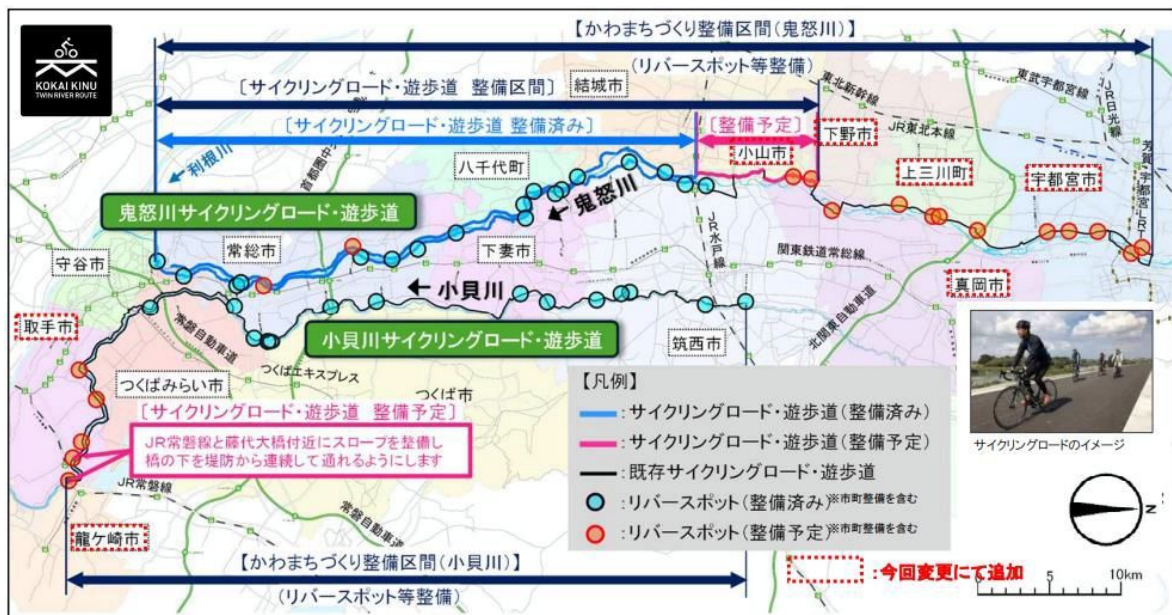 【かわまちづくり整備区間(鬼怒川)】
(リバースポット等整備)
KOKAI KINU
TWIN RIVER ROUTE
〔サイクリングロード・遊歩道 整備区間〕
結城市
東北新幹線
東武宇都宮線
JR日光線
〔サイクリングロード・遊歩道 整備済み〕
〔整備予定〕
下野市
JR東北本線
芳賀・宇都宮LRT
利根川
首都圏中
八千代町
小山市
上三川町
宇都宮市
鬼怒川サイクリングロード・遊歩道
鬼怒川
JR水戸線
常総市
下妻市
関東鉄道常総線
守谷市
小貝川
真岡市
取手市
常磐自動車道
小貝川サイクリングロード・遊歩道
筑西市
北関東自動車道
つくばみらい市
つくばエキスプレス
つくば市
〔サイクリングロード・遊歩道 整備予定〕
JR常磐線と藤代大橋付近にスロープを整備し
橋の下を堤防から連続して通れるようにします
JR常磐線
常磐自動車道
龍ケ崎市
【凡例】
:サイクリングロード・遊歩道(整備済み)
:サイクリングロード・遊歩道(整備予定)
:既存サイクリングロード・遊歩道
:リバースポット(整備済み)※市町整備を含む
:リバースポット(整備予定)※市町整備を含む
サイクリングロードのイメージ
N
【かわまちづくり整備区間(小貝川)】
(リバースポット等整備)
:今回変更にて追加
0 5 10km